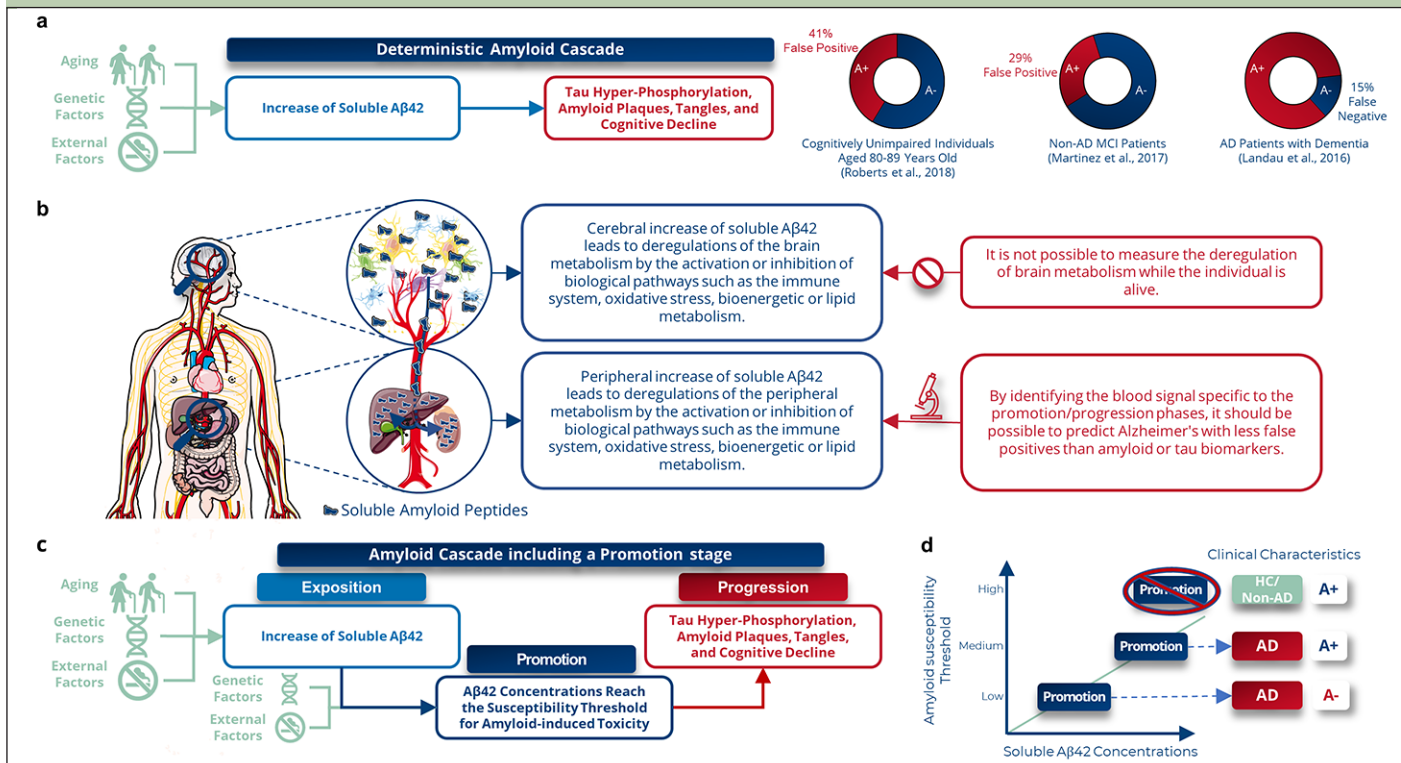 a
Deterministic Amyloid Cascade
Aging
Genetic
Factors
External
Factors
Increase of Soluble Aβ42
Tau Hyper-Phosphorylation,
Amyloid Plaques, Tangles, and
Cognitive Decline
41%
False Positive
A+
A-
Cognitively Unimpaired Individuals
Aged 80-89 Years Old
(Roberts et al., 2018)
29%
False Positive
A+
A-
Non-AD MCI Patients
(Martinez et al., 2017)
A+
A-
15%
False
Negative
AD Patients with Dementia
(Landau et al., 2016)
b
Cerebral increase of soluble Aβ42
leads to deregulations of the brain
metabolism by the activation or inhibition of
biological pathways such as the immune
system, oxidative stress, bioenergetic or lipid
metabolism.
It is not possible to measure the deregulation
of brain metabolism while the individual is
alive.
Peripheral increase of soluble Aβ42
leads to deregulations of the peripheral
metabolism by the activation or inhibition of
biological pathways such as the immune
system, oxidative stress, bioenergetic or lipid
metabolism.
By identifying the blood signal specific to the
promotion/progression phases, it should be
possible to predict Alzheimer's with less false
positives than amyloid or tau biomarkers.
Soluble Amyloid Peptides
c
Amyloid Cascade including a Promotion stage
Aging
Genetic
Factors
External
Factors
Exposition
Increase of Soluble Aβ42
Genetic
Factors
External
Factors
Promotion
Aβ42 Concentrations Reach
the Susceptibility Threshold
for Amyloid-induced Toxicity
Progression
Tau Hyper-Phosphorylation,
Amyloid Plaques, Tangles,
and Cognitive Decline
d
Clinical Characteristics
Amyloid susceptibility
Threshold
High
Promotion
HC/
Non-AD
A+
Medium
Promotion
AD
A+
Low
Promotion
AD
A-
Soluble Aβ42 Concentrations